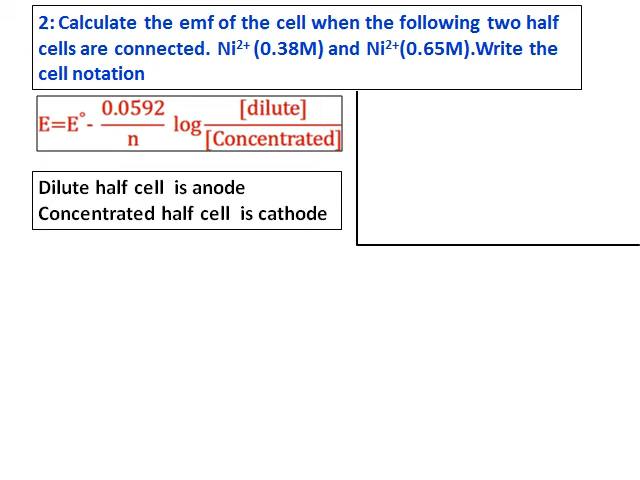 2: Calculate the emf of the cell when the following two half
cells are connected. Ni²⁺ (0.38M) and Ni²⁺(0.65M).Write the
cell notation
E=E°- 0.0592/n log [dilute]/[Concentrated]
Dilute half cell is anode
Concentrated half cell is cathode